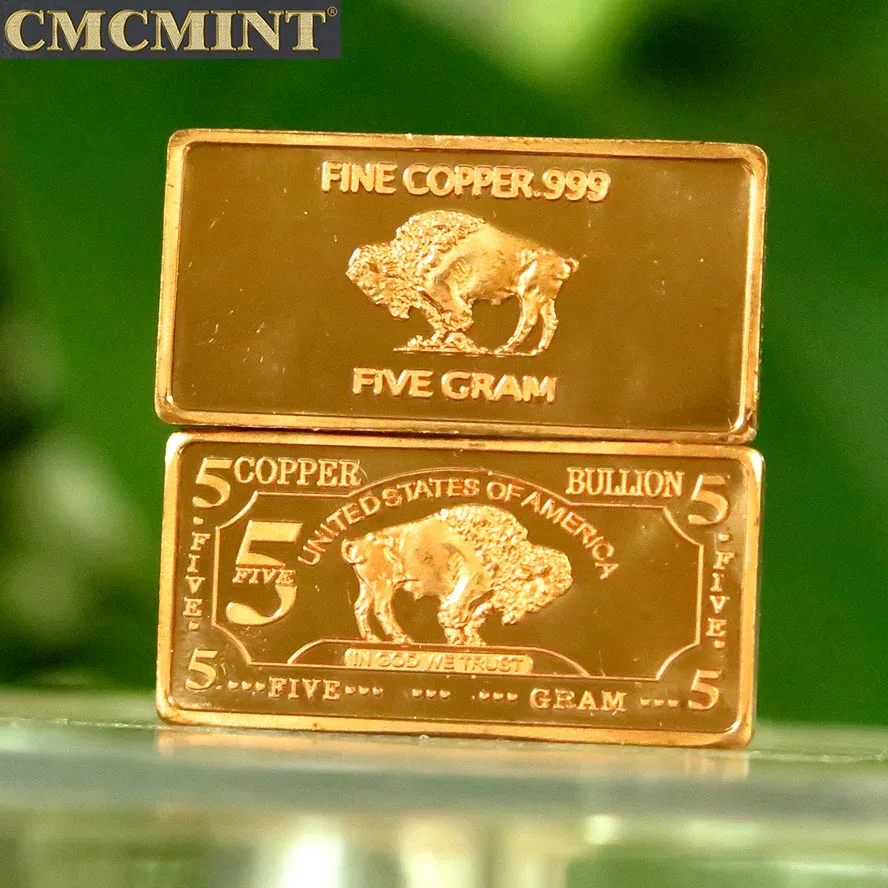 CMCMINT®
FINE COPPER.999
FIVE GRAM
5 COPPER BULLION 5
UNITED STATES OF AMERICA
·FIVE·
5
FIVE
·FIVE·
IN GOD WE TRUST
5 ....FIVE... ... ... GRAM ... 5